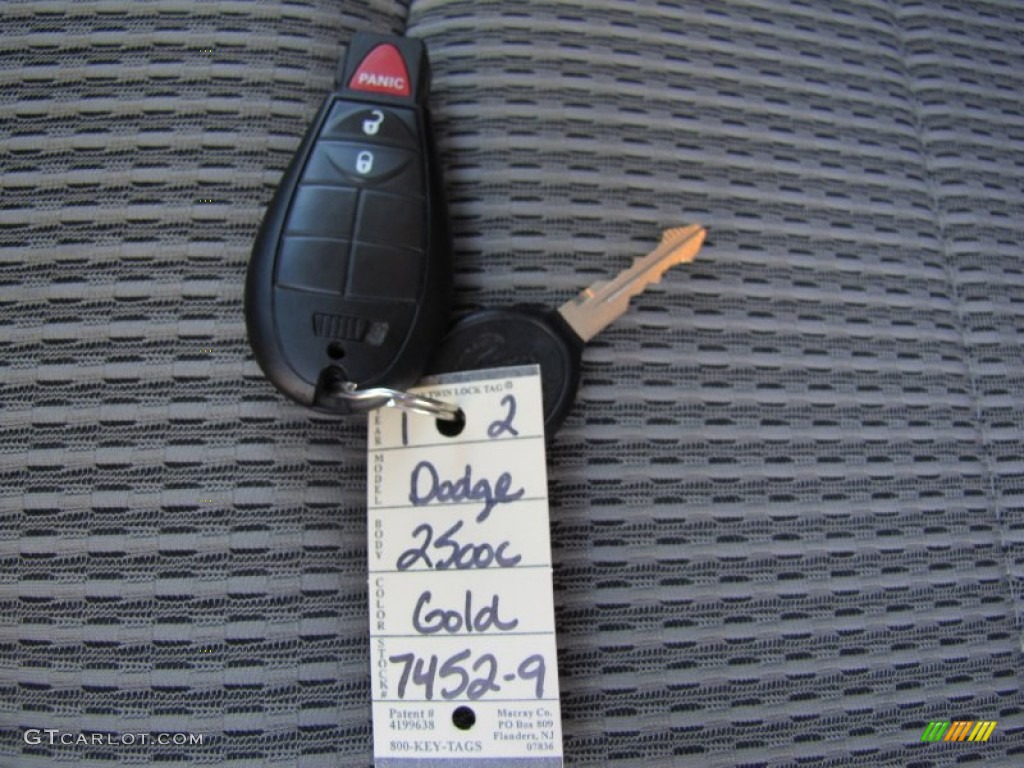 PANIC
TWIN LOCK TAG®
1 2
MODEL Dodge
BODY 2500C
COLOR Gold
STOCK# 7452-9
Patent #
4199638
800-KEY-TAGS
Macray Co.
PO Box 809
Flanders, NJ
07836
GTCARLOT.COM